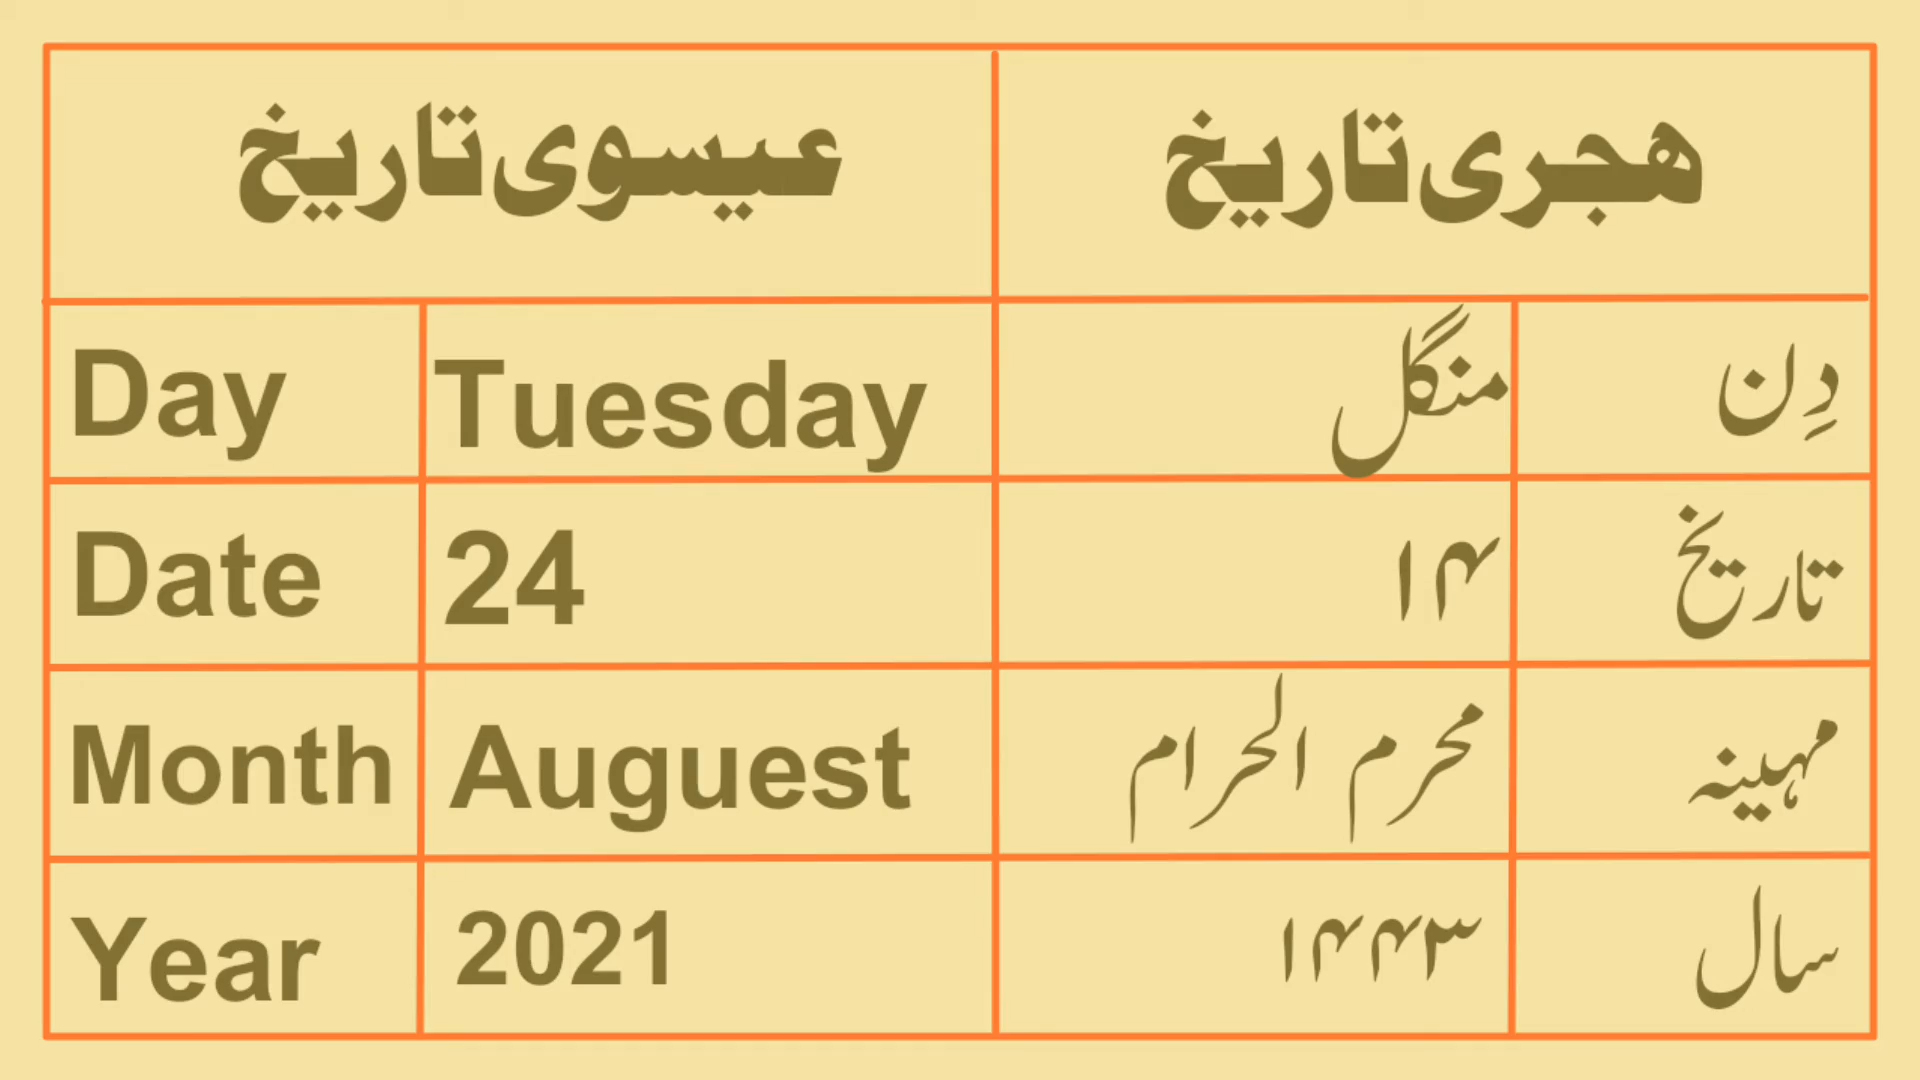 هجری تاریخ
عیسوی تاریخ
دِن منگل
Day Tuesday
تاریخ ۱۴
Date 24
مہینہ محرم الحرام
Month Auguest
سال ۱۴۴۳
Year 2021